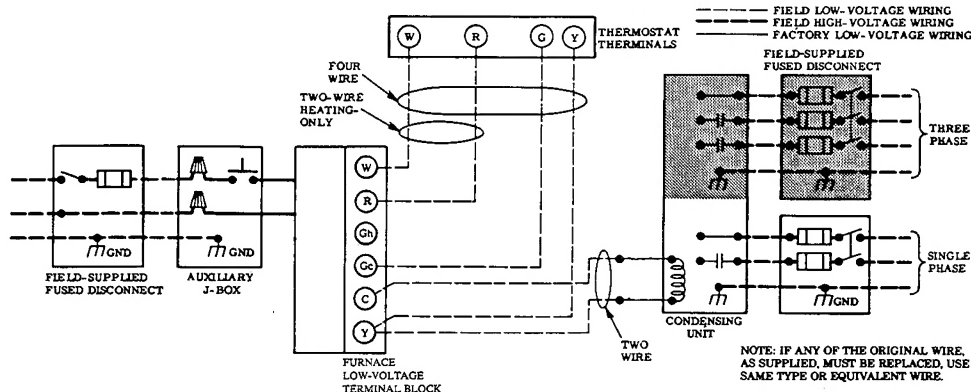 FIELD LOW-VOLTAGE WIRING
FIELD HIGH-VOLTAGE WIRING
FACTORY LOW-VOLTAGE WIRING
W
R
G
Y
THERMOSTAT
TERMINALS
FIELD-SUPPLIED
FUSED DISCONNECT
FOUR
WIRE
TWO-WIRE
HEATING-
ONLY
THREE
PHASE
W
R
Gh
Gc
C
Y
GND
GND
FIELD-SUPPLIED
FUSED DISCONNECT
AUXILIARY
J-BOX
SINGLE
PHASE
GND
CONDENSING
UNIT
TWO
WIRE
FURNACE
LOW-VOLTAGE
TERMINAL BLOCK
NOTE: IF ANY OF THE ORIGINAL WIRE,
AS SUPPLIED, MUST BE REPLACED, USE
SAME TYPE OR EQUIVALENT WIRE.